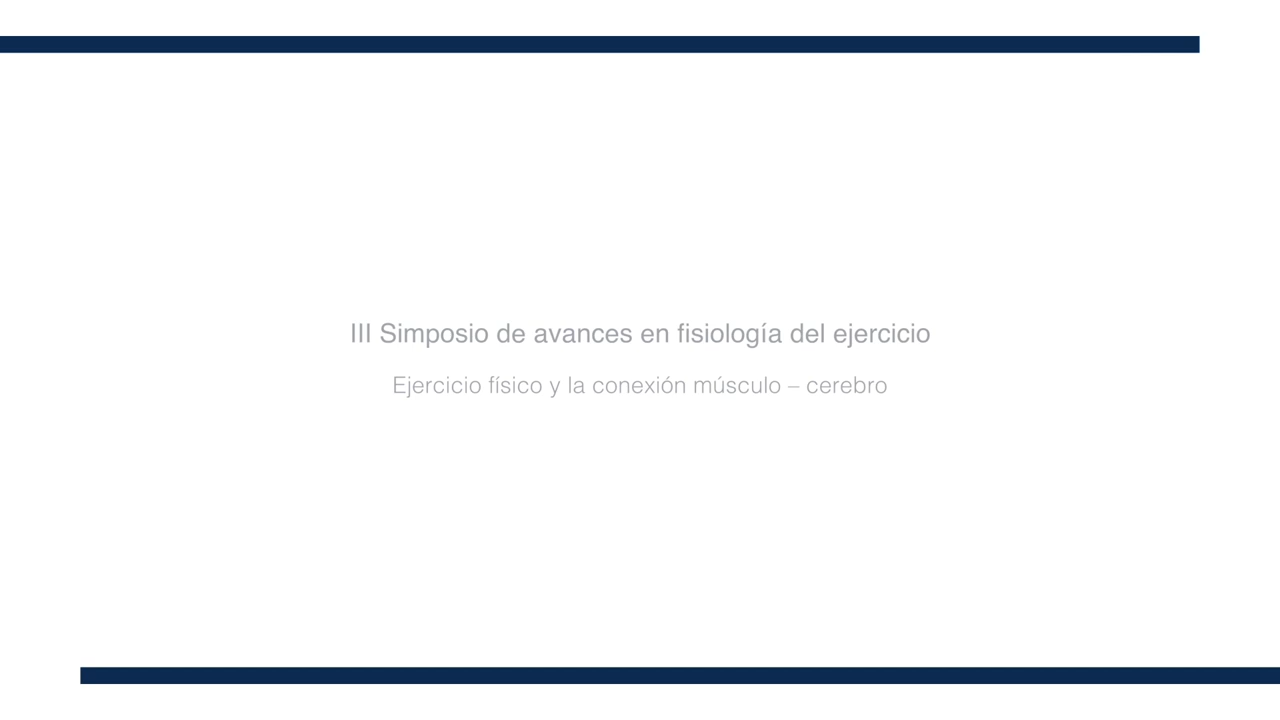 III Simposio de avances en fisiología del ejercicio
Ejercicio físico y la conexión músculo – cerebro